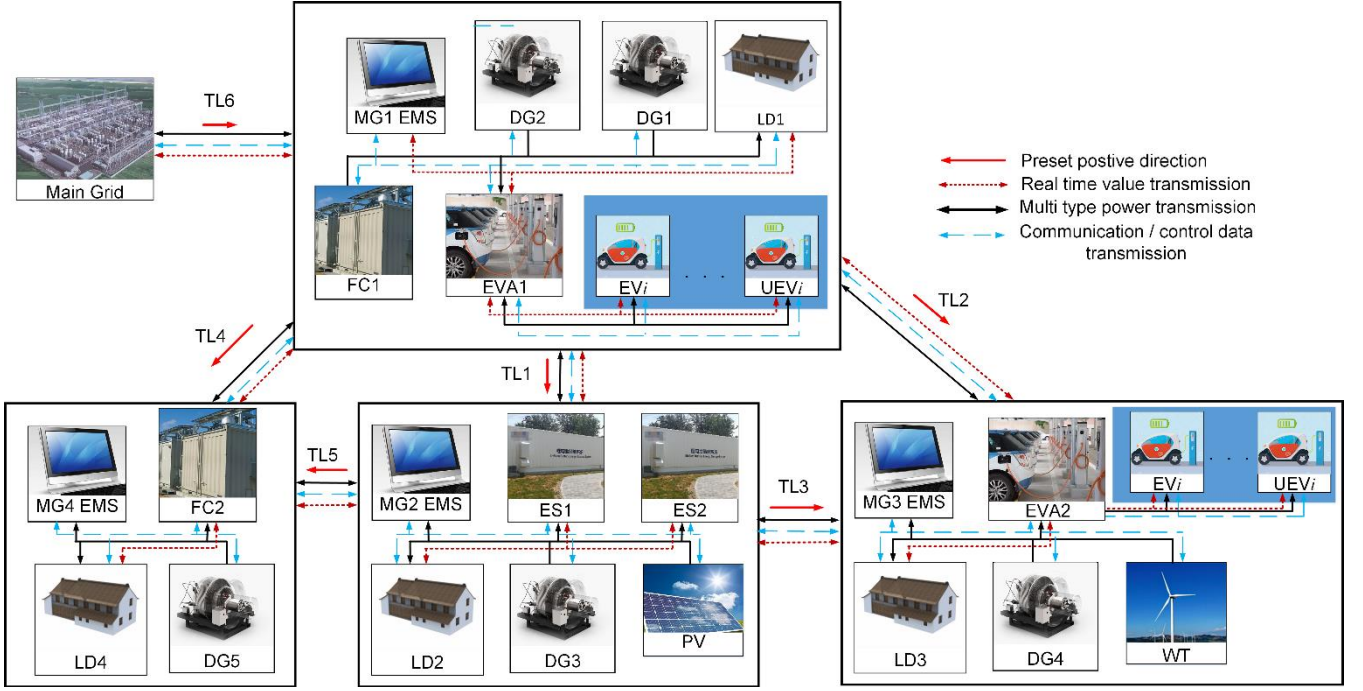 TL6
Main Grid
MG1 EMS
DG2
DG1
LD1
FC1
EVA1
EVi
. . .
UEVi
Preset postive direction
Real time value transmission
Multi type power transmission
Communication / control data
transmission
TL4
TL1
TL2
MG4 EMS
FC2
LD4
DG5
TL5
MG2 EMS
ES1
ES2
LD2
DG3
PV
TL3
MG3 EMS
EVA2
EVi
. . .
UEVi
LD3
DG4
WT